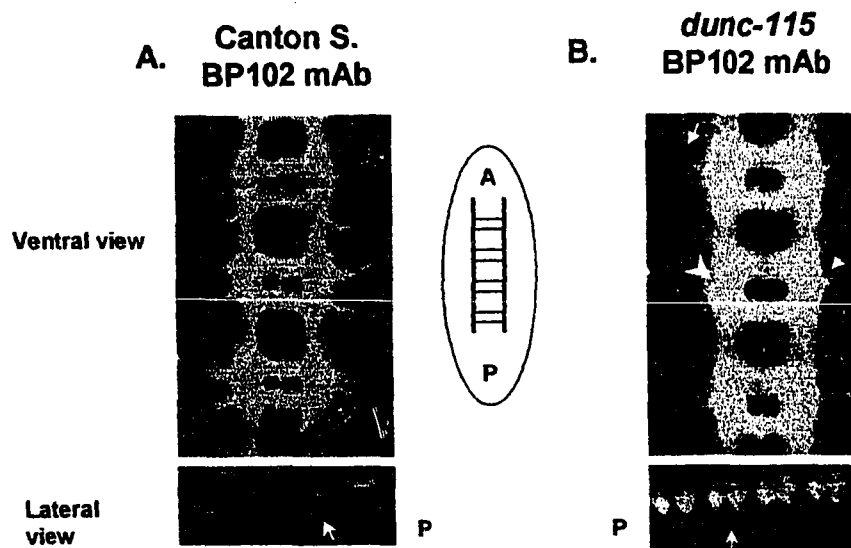 A.
Canton S.
BP102 mAb
B.
dunc-115
BP102 mAb
Ventral view
A
P
Lateral
view
P
P